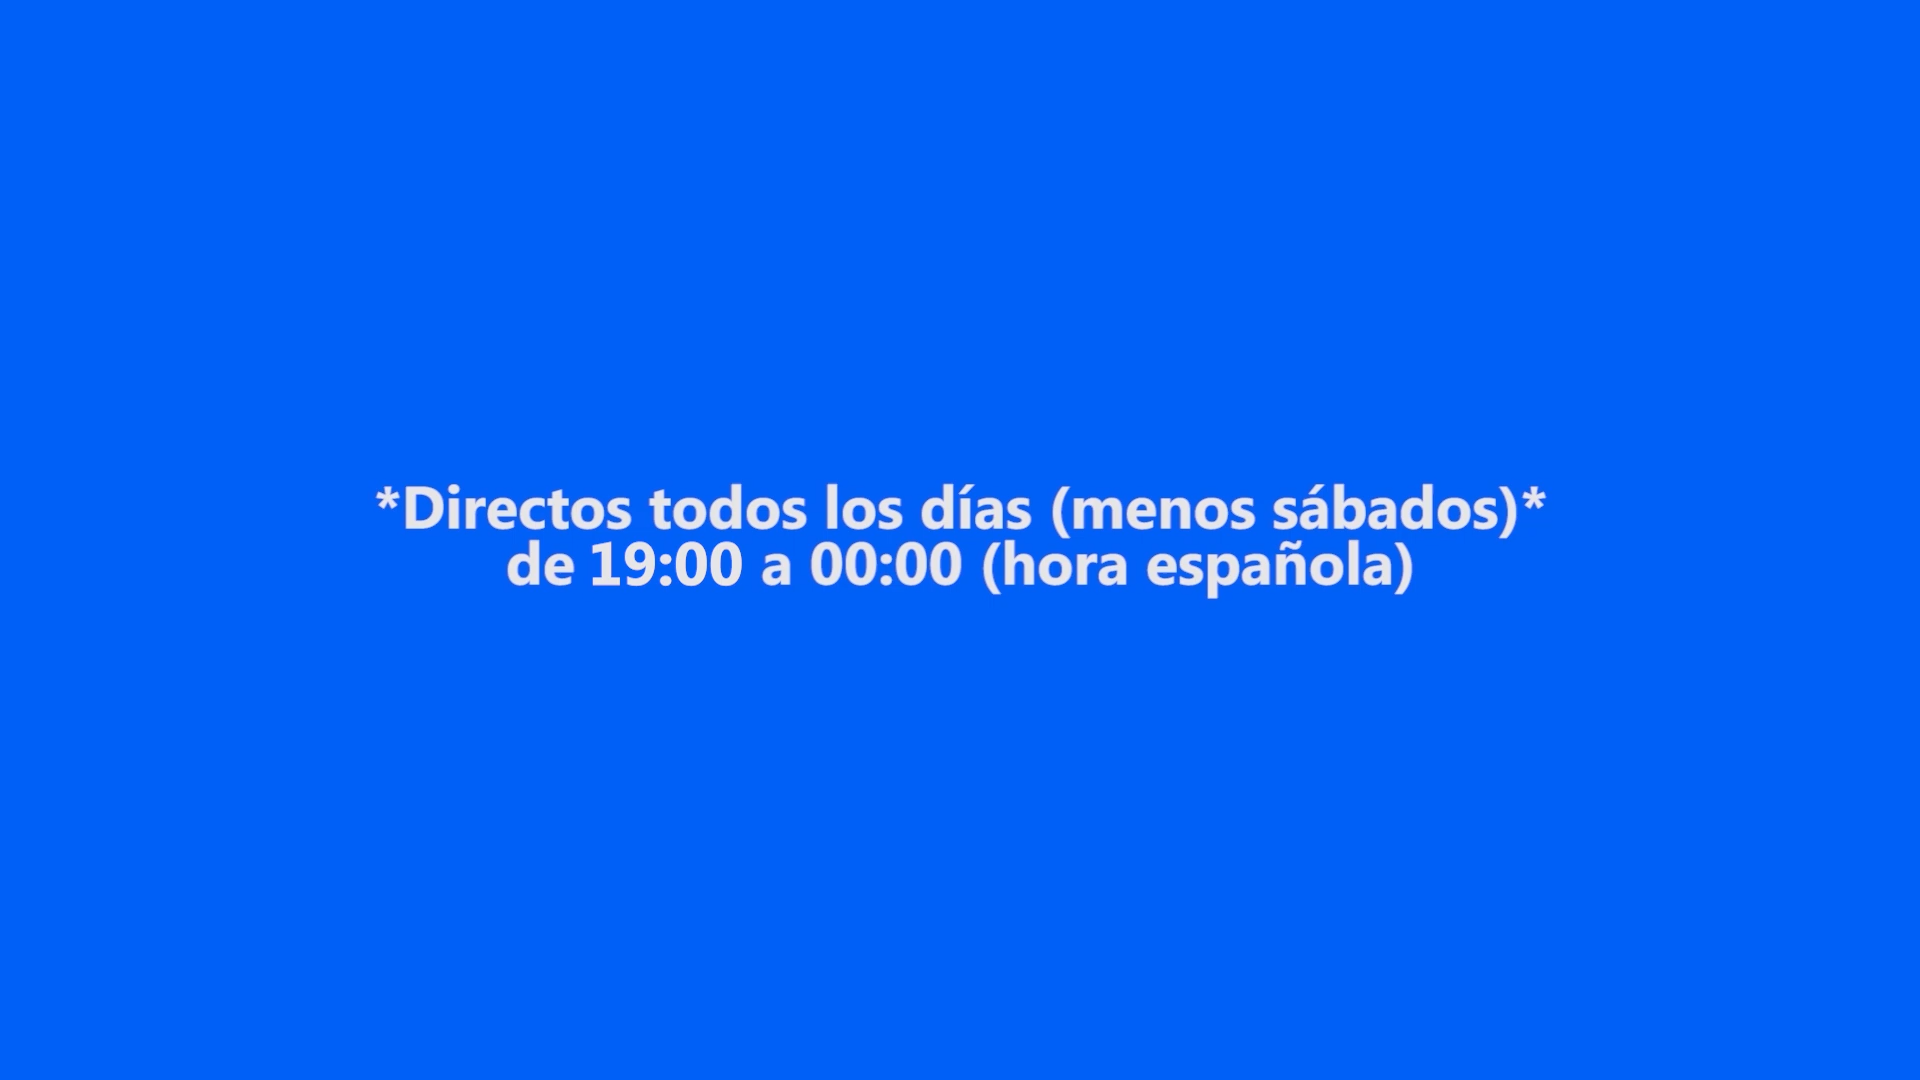 *Directos todos los días (menos sábados)*
de 19:00 a 00:00 (hora española)